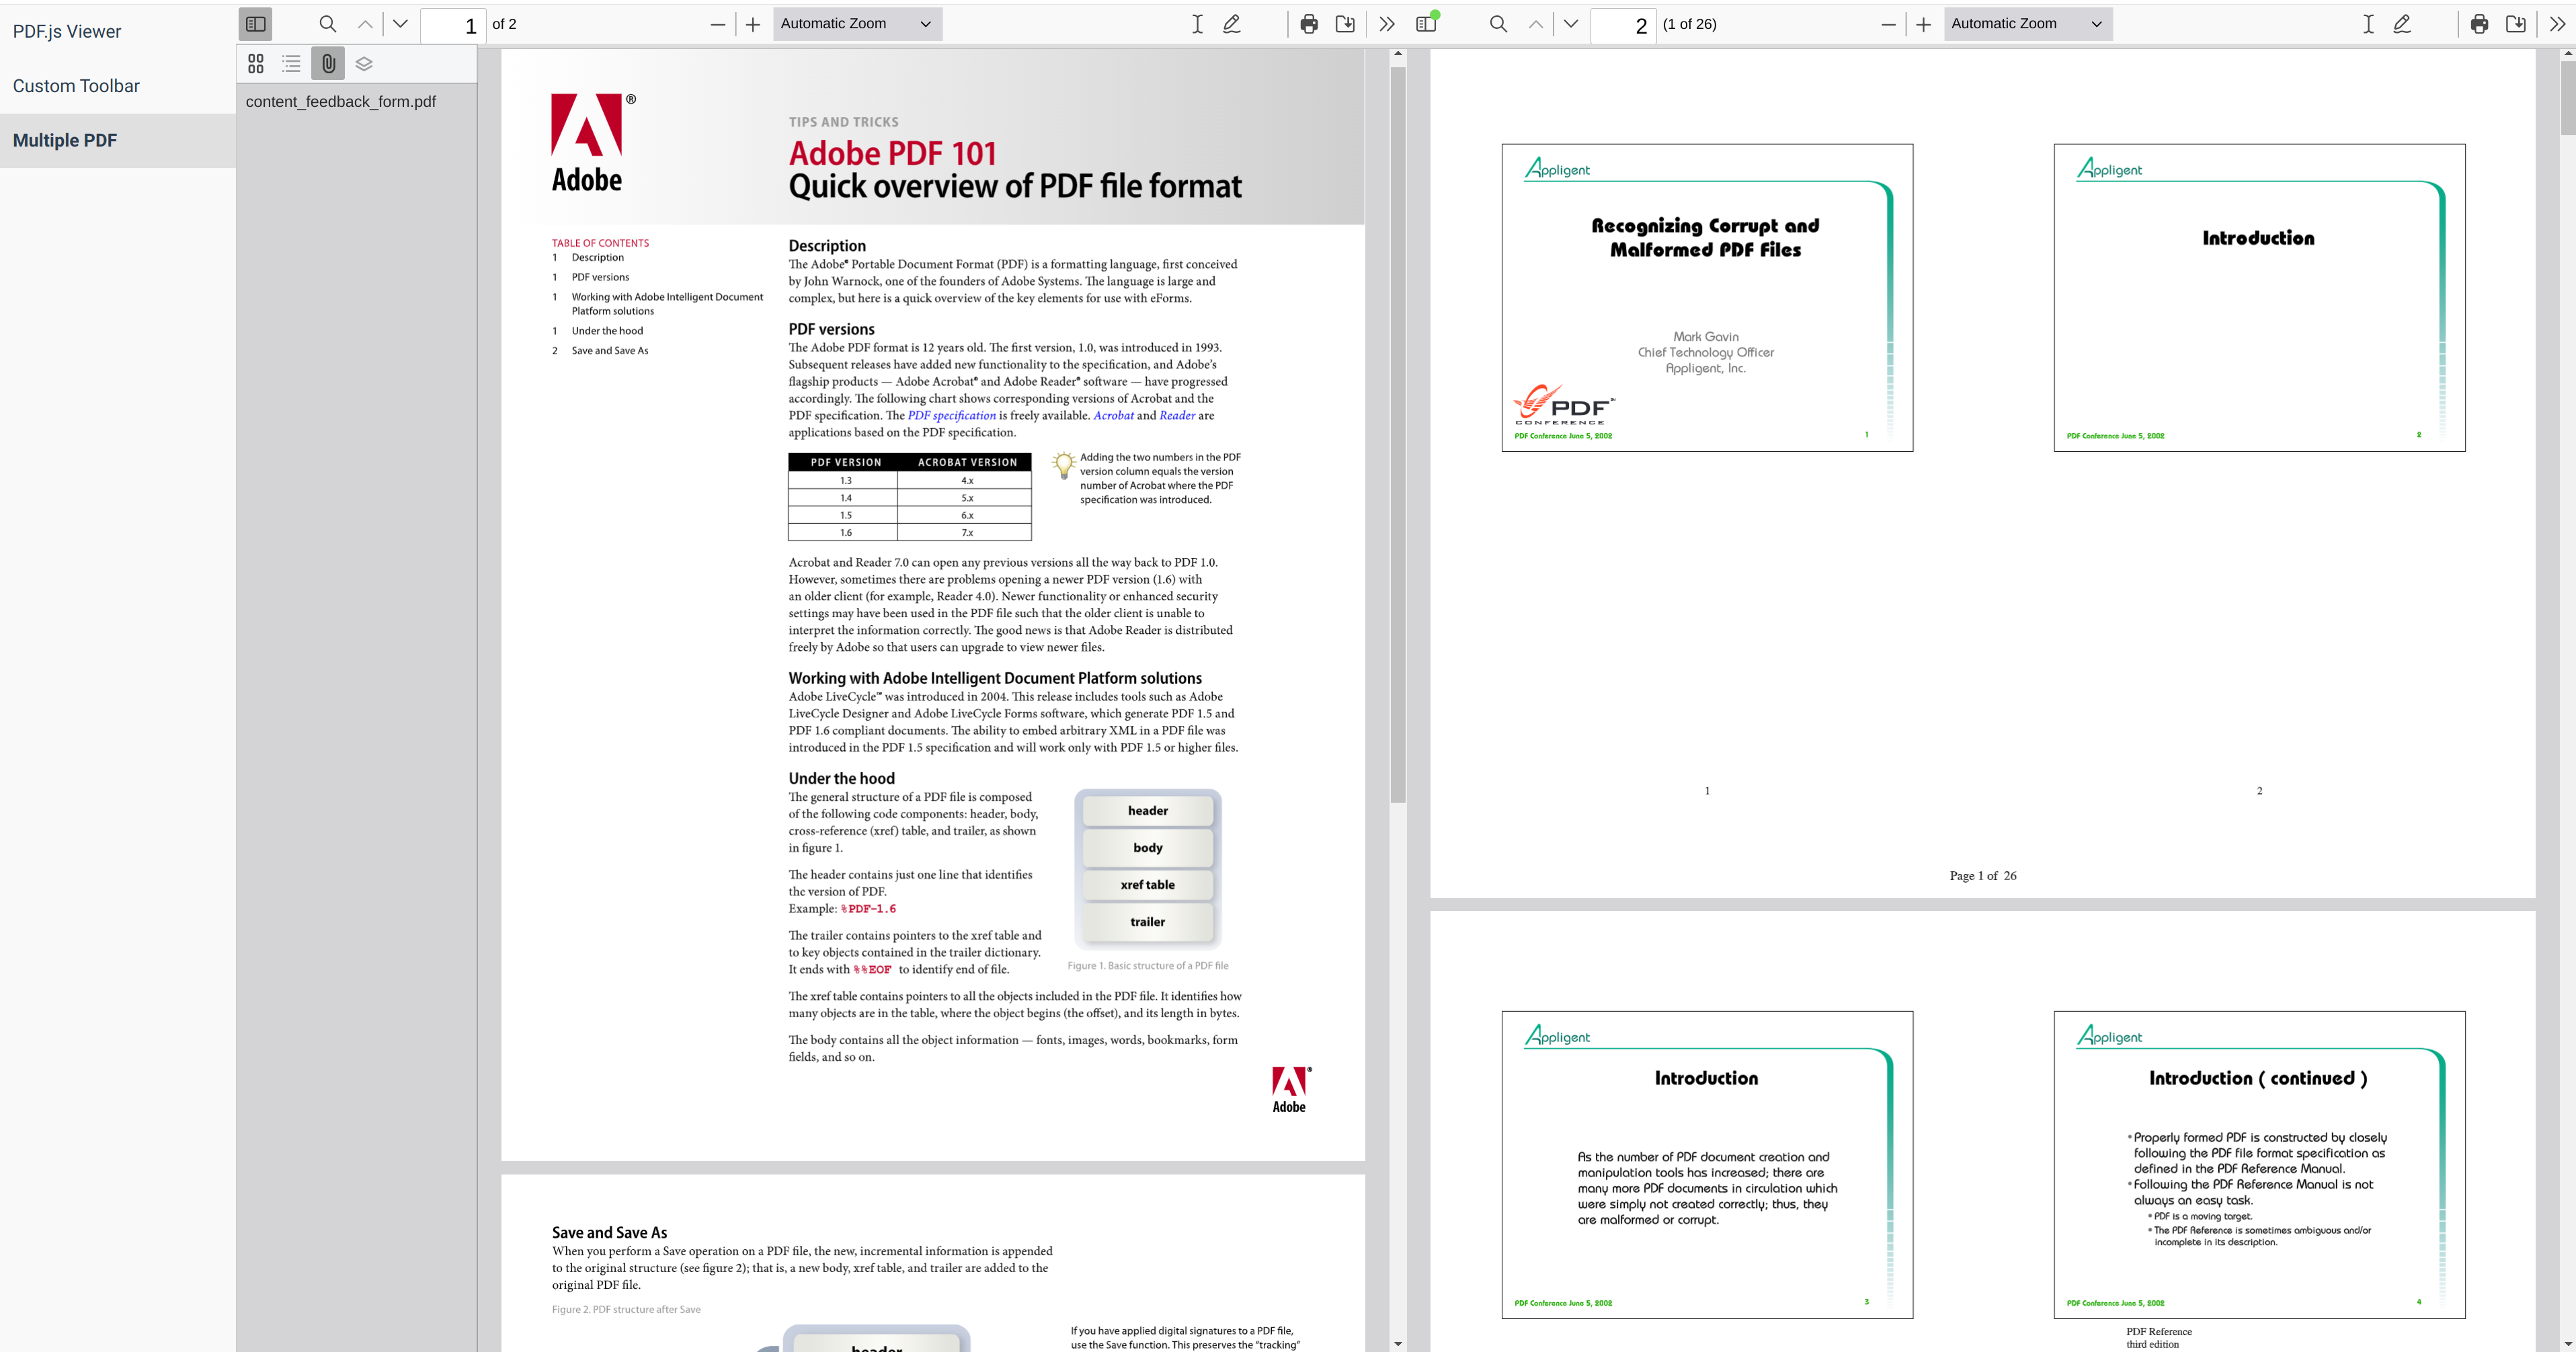 PDF.js Viewer
Custom Toolbar
Multiple PDF
1 of 2
Automatic Zoom
content_feedback_form.pdf
Adobe
®
TIPS AND TRICKS
Adobe PDF 101
Quick overview of PDF file format
TABLE OF CONTENTS
1 Description
1 PDF versions
1 Working with Adobe Intelligent Document
Platform solutions
1 Under the hood
2 Save and Save As
Description
The Adobe® Portable Document Format (PDF) is a formatting language, first conceived
by John Warnock, one of the founders of Adobe Systems. The language is large and
complex, but here is a quick overview of the key elements for use with eForms.
PDF versions
The Adobe PDF format is 12 years old. The first version, 1.0, was introduced in 1993.
Subsequent releases have added new functionality to the specification, and Adobe's
flagship products — Adobe Acrobat® and Adobe Reader® software — have progressed
accordingly. The following chart shows corresponding versions of Acrobat and the
PDF specification. The PDF specification is freely available. Acrobat and Reader are
applications based on the PDF specification.
PDF VERSION ACROBAT VERSION
1.3 4.x
1.4 5.x
1.5 6.x
1.6 7.x
Adding the two numbers in the PDF
version column equals the version
number of Acrobat where the PDF
specification was introduced.
Acrobat and Reader 7.0 can open any previous versions all the way back to PDF 1.0.
However, sometimes there are problems opening a newer PDF version (1.6) with
an older client (for example, Reader 4.0). Newer functionality or enhanced security
settings may have been used in the PDF file such that the older client is unable to
interpret the information correctly. The good news is that Adobe Reader is distributed
freely by Adobe so that users can upgrade to view newer files.
Working with Adobe Intelligent Document Platform solutions
Adobe LiveCycle™ was introduced in 2004. This release includes tools such as Adobe
LiveCycle Designer and Adobe LiveCycle Forms software, which generate PDF 1.5 and
PDF 1.6 compliant documents. The ability to embed arbitrary XML in a PDF file was
introduced in the PDF 1.5 specification and will work only with PDF 1.5 or higher files.
Under the hood
The general structure of a PDF file is composed
of the following code components: header, body,
cross-reference (xref) table, and trailer, as shown
in figure 1.
The header contains just one line that identifies
the version of PDF.
Example: %PDF-1.6
The trailer contains pointers to the xref table and
to key objects contained in the trailer dictionary.
It ends with %%EOF to identify end of file.
header
body
xref table
trailer
Figure 1. Basic structure of a PDF file
The xref table contains pointers to all the objects included in the PDF file. It identifies how
many objects are in the table, where the object begins (the offset), and its length in bytes.
The body contains all the object information — fonts, images, words, bookmarks, form
fields, and so on.
®
Adobe
Save and Save As
When you perform a Save operation on a PDF file, the new, incremental information is appended
to the original structure (see figure 2); that is, a new body, xref table, and trailer are added to the
original PDF file.
Figure 2. PDF structure after Save
header
If you have applied digital signatures to a PDF file,
use the Save function. This preserves the "tracking"
2 (1 of 26)
Automatic Zoom
Appligent
Recognizing Corrupt and
Malformed PDF Files
Mark Gavin
Chief Technology Officer
Appligent, Inc.
PDF
CONFERENCE
PDF Conference June 5, 2002 1
Appligent
Introduction
PDF Conference June 5, 2002 2
1
2
Page 1 of 26
Appligent
Introduction
As the number of PDF document creation and
manipulation tools has increased; there are
many more PDF documents in circulation which
were simply not created correctly; thus, they
are malformed or corrupt.
PDF Conference June 5, 2002 3
Appligent
Introduction ( continued )
•Properly formed PDF is constructed by closely
following the PDF file format specification as
defined in the PDF Reference Manual.
•Following the PDF Reference Manual is not
always an easy task.
•PDF is a moving target.
•The PDF Reference is sometimes ambiguous and/or
incomplete in its description.
PDF Conference June 5, 2002 4
PDF Reference
third edition